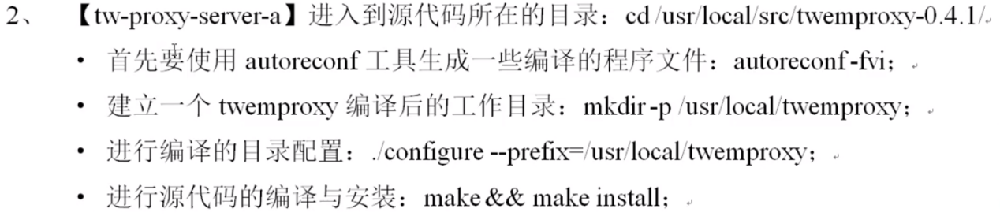 2、 【tw-proxy-server-a】进入到源代码所在的目录：cd /usr/local/src/twemproxy-0.4.1/
• 首先要使用 autoreconf 工具生成一些编译的程序文件：autoreconf -fvi；
• 建立一个 twemproxy 编译后的工作目录：mkdir -p /usr/local/twemproxy；
• 进行编译的目录配置：./configure --prefix=/usr/local/twemproxy；
• 进行源代码的编译与安装：make && make install；